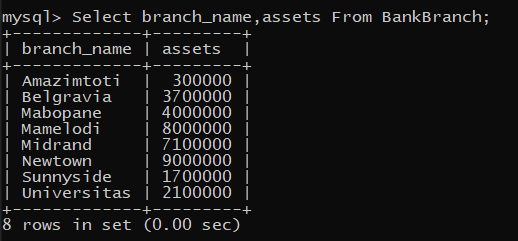 mysql> Select branch_name,assets From BankBranch;
+-------------+---------+
| branch_name | assets  |
+-------------+---------+
| Amazimtoti  |  300000 |
| Belgravia   | 3700000 |
| Mabopane    | 4000000 |
| Mamelodi    | 8000000 |
| Midrand     | 7100000 |
| Newtown     | 9000000 |
| Sunnyside   | 1700000 |
| Universitas | 2100000 |
+-------------+---------+
8 rows in set (0.00 sec)